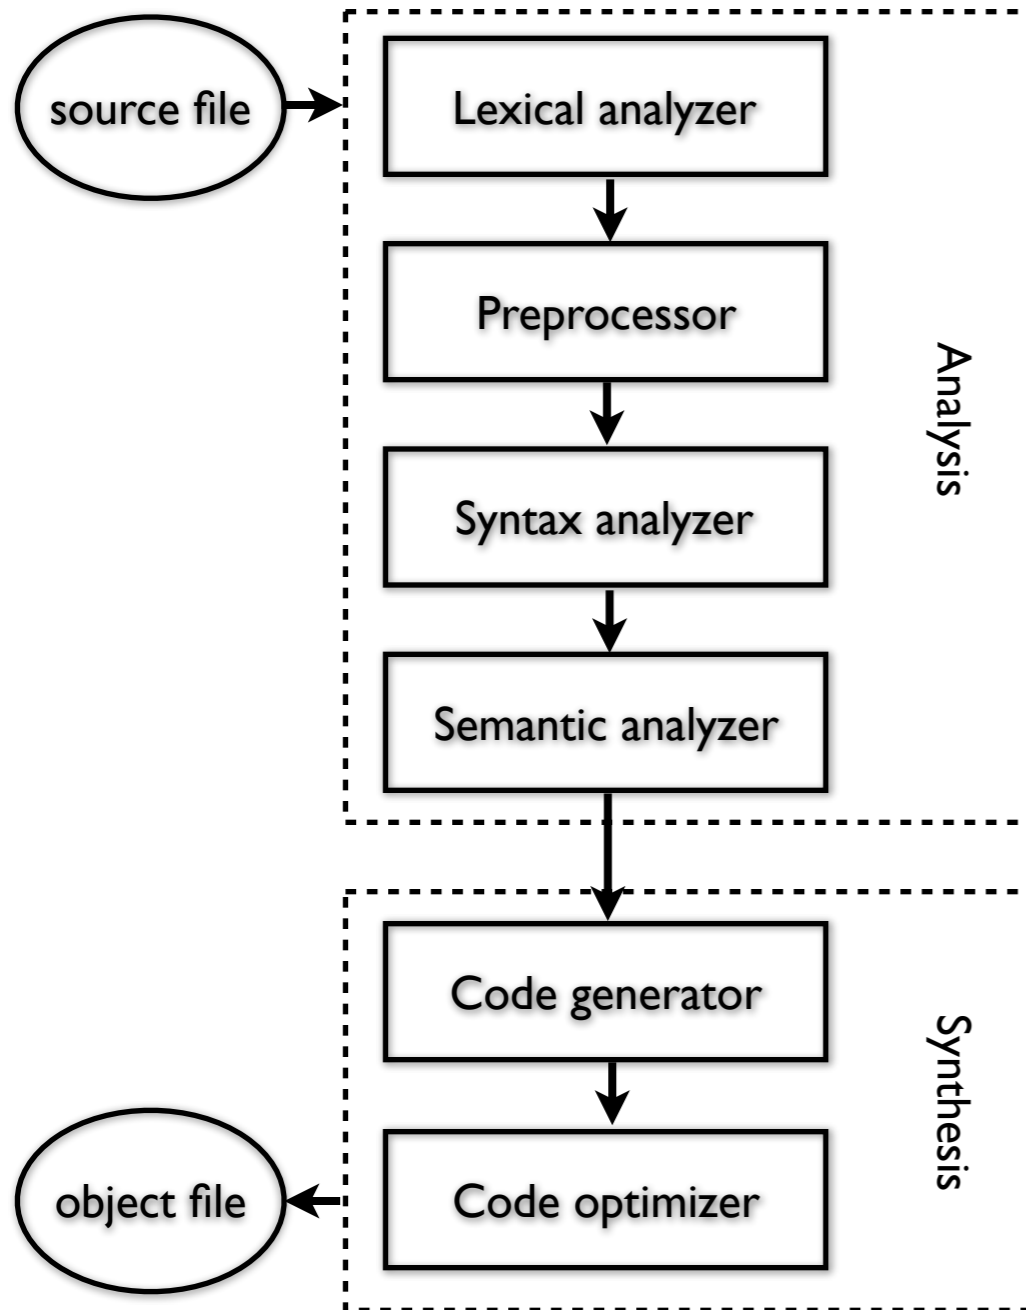 source file
Lexical analyzer
Preprocessor
Analysis
Syntax analyzer
Semantic analyzer
Code generator
Synthesis
object file
Code optimizer